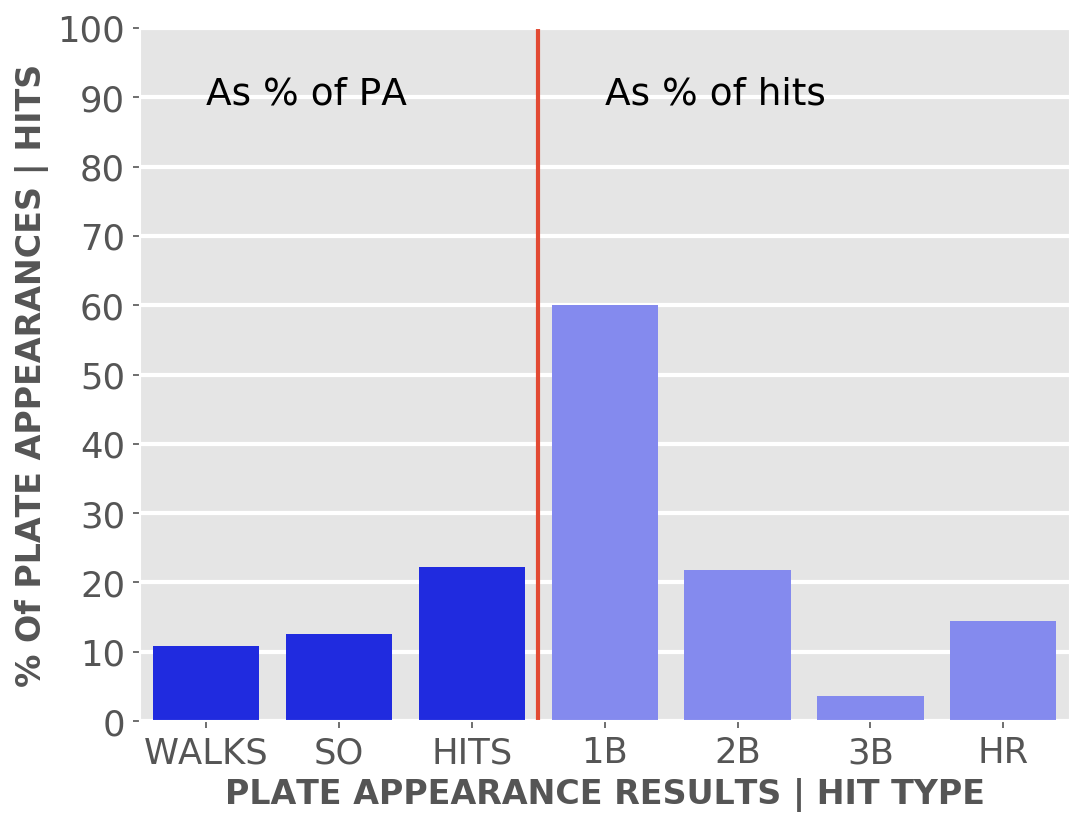 % Of PLATE APPEARANCES | HITS
100
90
80
70
60
50
40
30
20
10
0
As % of PA
As % of hits
WALKS SO HITS 1B 2B 3B HR
PLATE APPEARANCE RESULTS | HIT TYPE